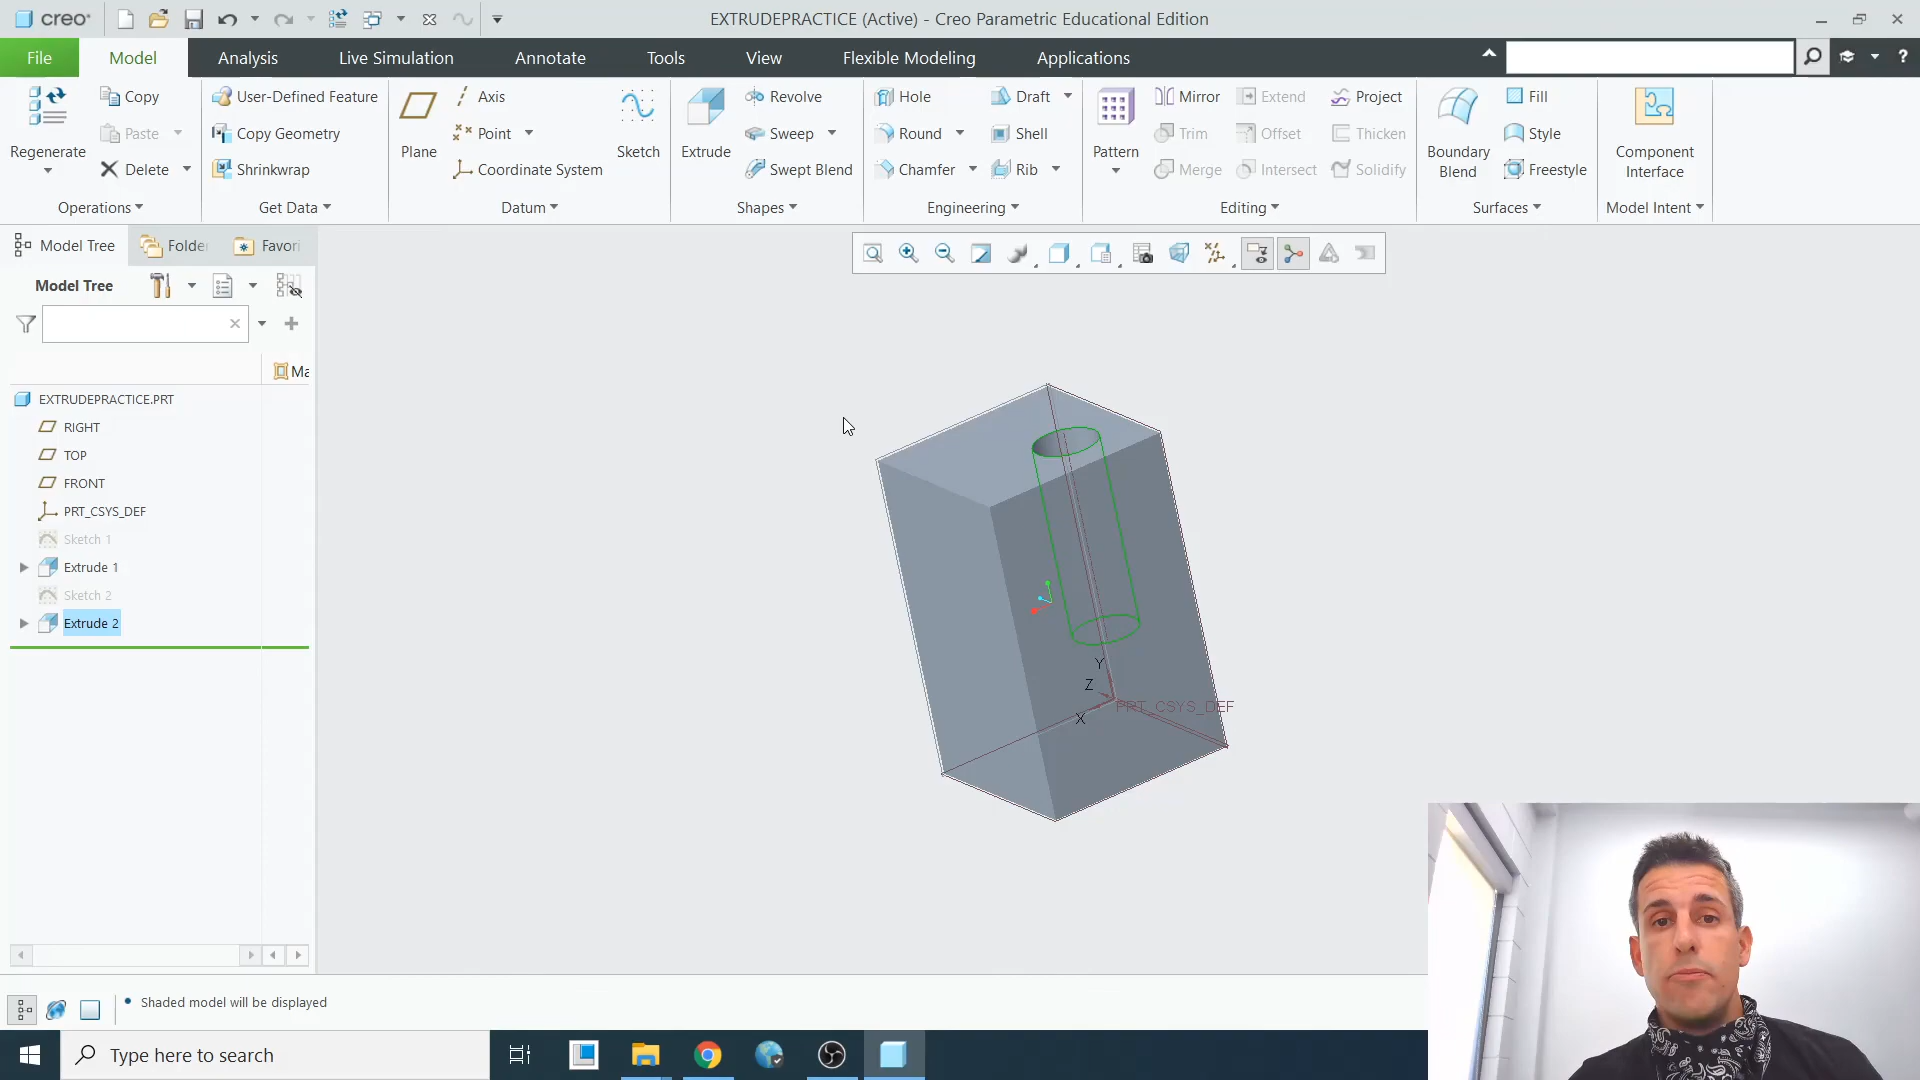 creo
EXTRUDEPRACTICE (Active) - Creo Parametric Educational Edition
File
Model
Analysis
Live Simulation
Annotate
Tools
View
Flexible Modeling
Applications
Regenerate
Copy
Paste
Delete
Operations
User-Defined Feature
Copy Geometry
Shrinkwrap
Get Data
Plane
Axis
Point
Coordinate System
Sketch
Datum
Extrude
Revolve
Sweep
Swept Blend
Shapes
Hole
Round
Chamfer
Draft
Shell
Rib
Engineering
Pattern
Mirror
Trim
Merge
Extend
Offset
Intersect
Project
Thicken
Solidify
Editing
Boundary
Blend
Fill
Style
Freestyle
Surfaces
Component
Interface
Model Intent
Model Tree
Folde
Favori
Model Tree
Ma
EXTRUDEPRACTICE.PRT
RIGHT
TOP
FRONT
PRT_CSYS_DEF
Sketch 1
Extrude 1
Sketch 2
Extrude 2
Y
Z
X
PRT_CSYS_DEF
Shaded model will be displayed
Type here to search